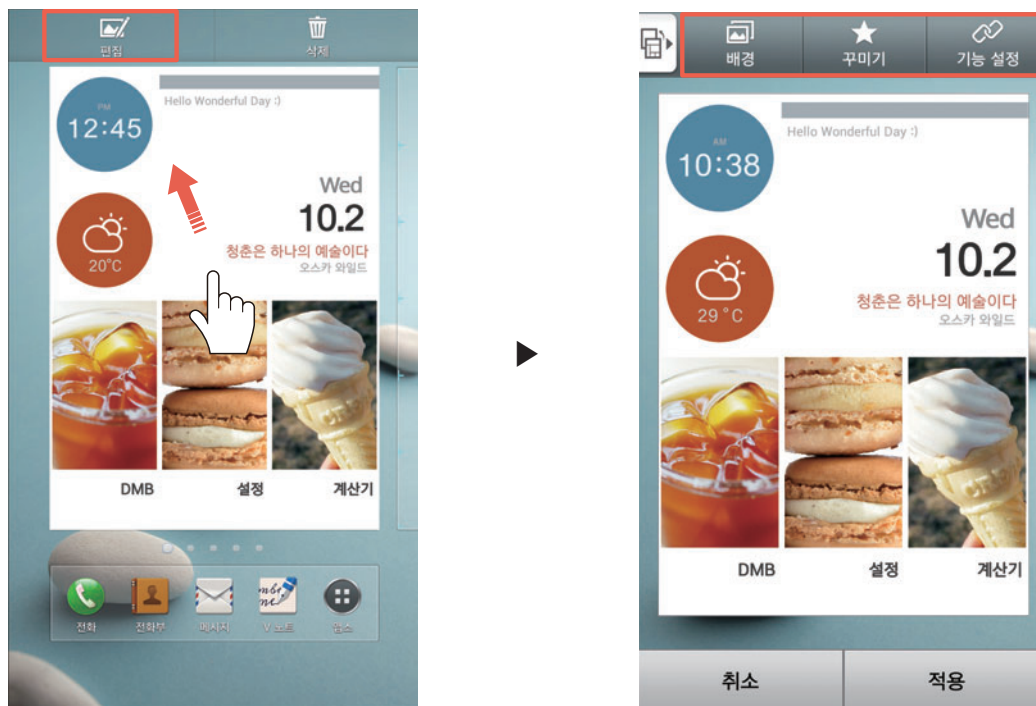 편집
삭제
PM
12:45
Hello Wonderful Day :)
Wed
10.2
청춘은 하나의 예술이다
오스카 와일드
20°C
DMB
설정
계산기
전화
전화부
메시지
V 노트
앱스
배경
꾸미기
기능 설정
AM
10:38
Hello Wonderful Day :)
Wed
10.2
청춘은 하나의 예술이다
오스카 와일드
29°C
DMB
설정
계산기
취소
적용